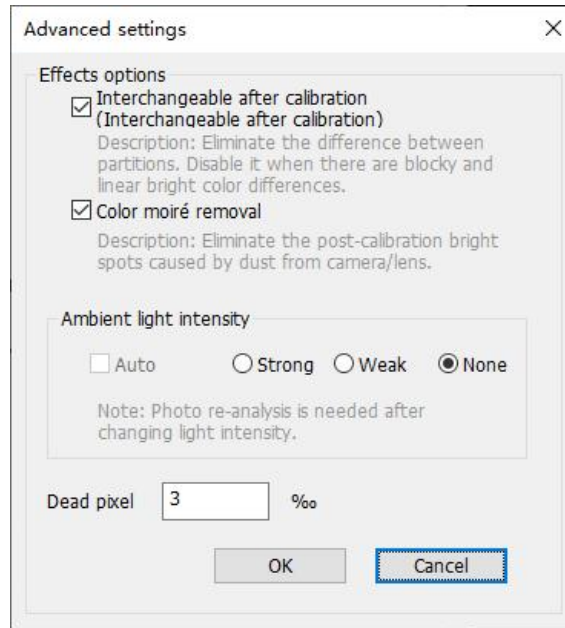 Advanced settings
Effects options
Interchangeable after calibration
(Interchangeable after calibration)
Description: Eliminate the difference between
partitions. Disable it when there are blocky and
linear bright color differences.
Color moiré removal
Description: Eliminate the post-calibration bright
spots caused by dust from camera/lens.
Ambient light intensity
Auto Strong Weak None
Note: Photo re-analysis is needed after
changing light intensity.
Dead pixel 3 ‱
OK Cancel